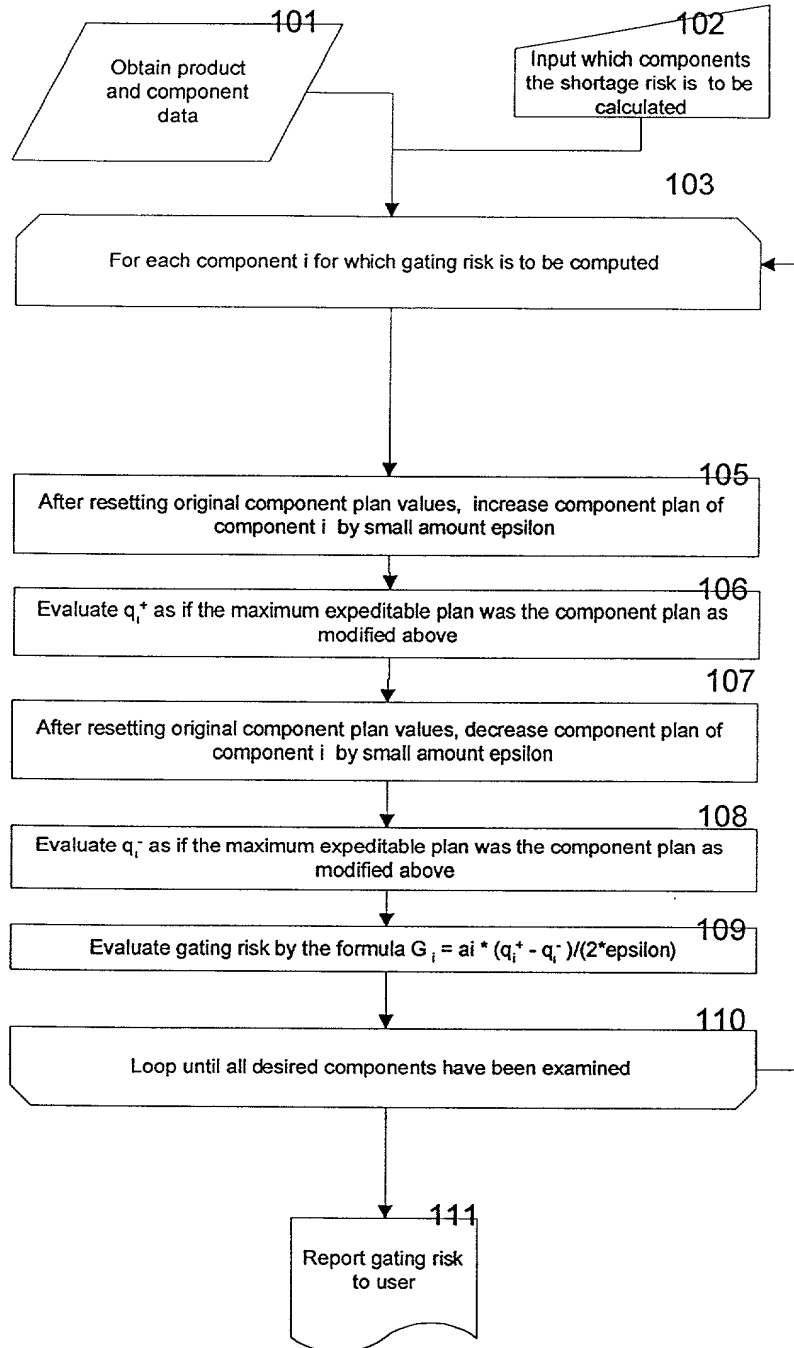 101
Obtain product
and component
data
102
Input which components
the shortage risk is to be
calculated
103
For each component i for which gating risk is to be computed
105
After resetting original component plan values, increase component plan of
component i by small amount epsilon
106
Evaluate qᵢ⁺ as if the maximum expeditable plan was the component plan as
modified above
107
After resetting original component plan values, decrease component plan of
component i by small amount epsilon
108
Evaluate qᵢ⁻ as if the maximum expeditable plan was the component plan as
modified above
109
Evaluate gating risk by the formula G ᵢ = ai * (qᵢ⁺ - qᵢ⁻)/(2*epsilon)
110
Loop until all desired components have been examined
111
Report gating risk
to user